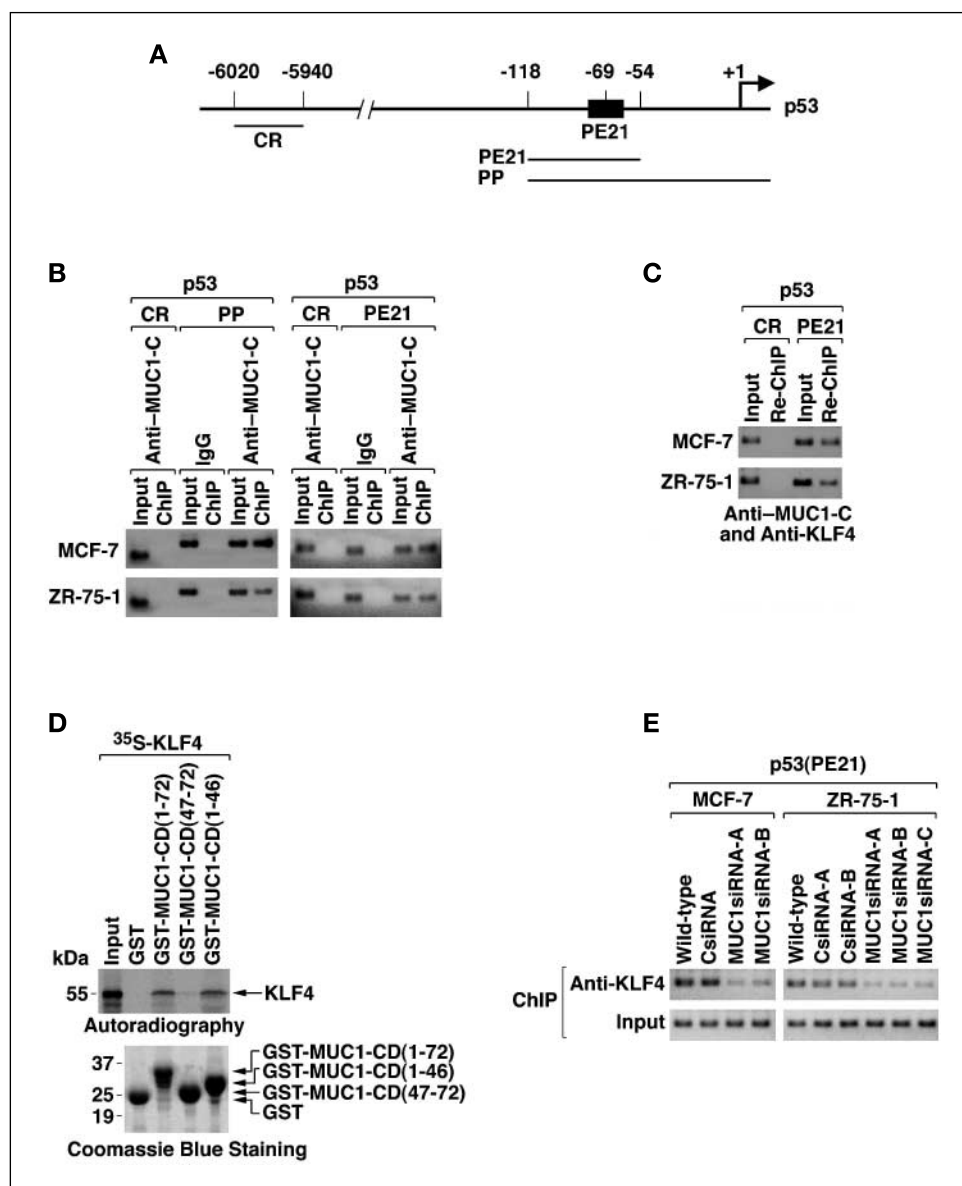 A
-6020 -5940 -118 -69 -54 +1
p53
CR
PE21
PE21
PP
B
p53 p53
CR PP CR PE21
Anti–MUC1-C IgG Anti–MUC1-C Anti–MUC1-C IgG Anti–MUC1-C
Input ChIP Input ChIP Input ChIP Input ChIP Input ChIP Input ChIP
MCF-7
ZR-75-1
C
p53
CR PE21
Input Re-ChIP Input Re-ChIP
MCF-7
ZR-75-1
Anti–MUC1-C
and Anti-KLF4
D
35S-KLF4
Input GST GST-MUC1-CD(1-72) GST-MUC1-CD(47-72) GST-MUC1-CD(1-46)
kDa
55 KLF4
Autoradiography
37
25
19
GST-MUC1-CD(1-72)
GST-MUC1-CD(1-46)
GST-MUC1-CD(47-72)
GST
Coomassie Blue Staining
E
p53(PE21)
MCF-7 ZR-75-1
Wild-type CsiRNA MUC1siRNA-A MUC1siRNA-B Wild-type CsiRNA-A CsiRNA-B MUC1siRNA-A MUC1siRNA-B MUC1siRNA-C
ChIP
Anti-KLF4
Input